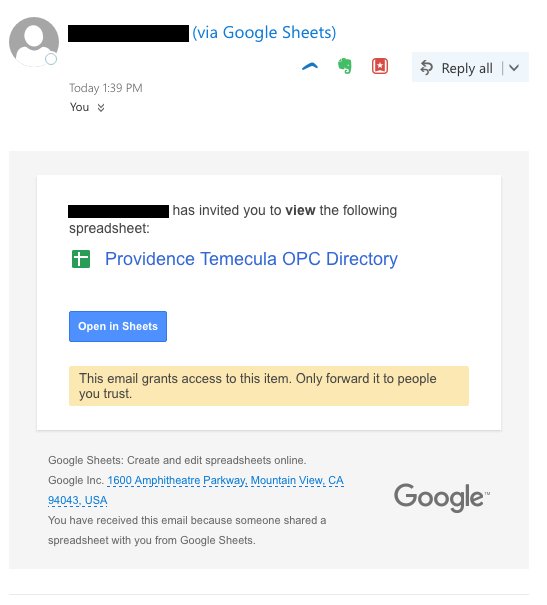 (via Google Sheets)
Reply all
Today 1:39 PM
You
has invited you to view the following
spreadsheet:
Providence Temecula OPC Directory
Open in Sheets
This email grants access to this item. Only forward it to people
you trust.
Google Sheets: Create and edit spreadsheets online.
Google Inc. 1600 Amphitheatre Parkway, Mountain View, CA
94043, USA
You have received this email because someone shared a
spreadsheet with you from Google Sheets.
Google™